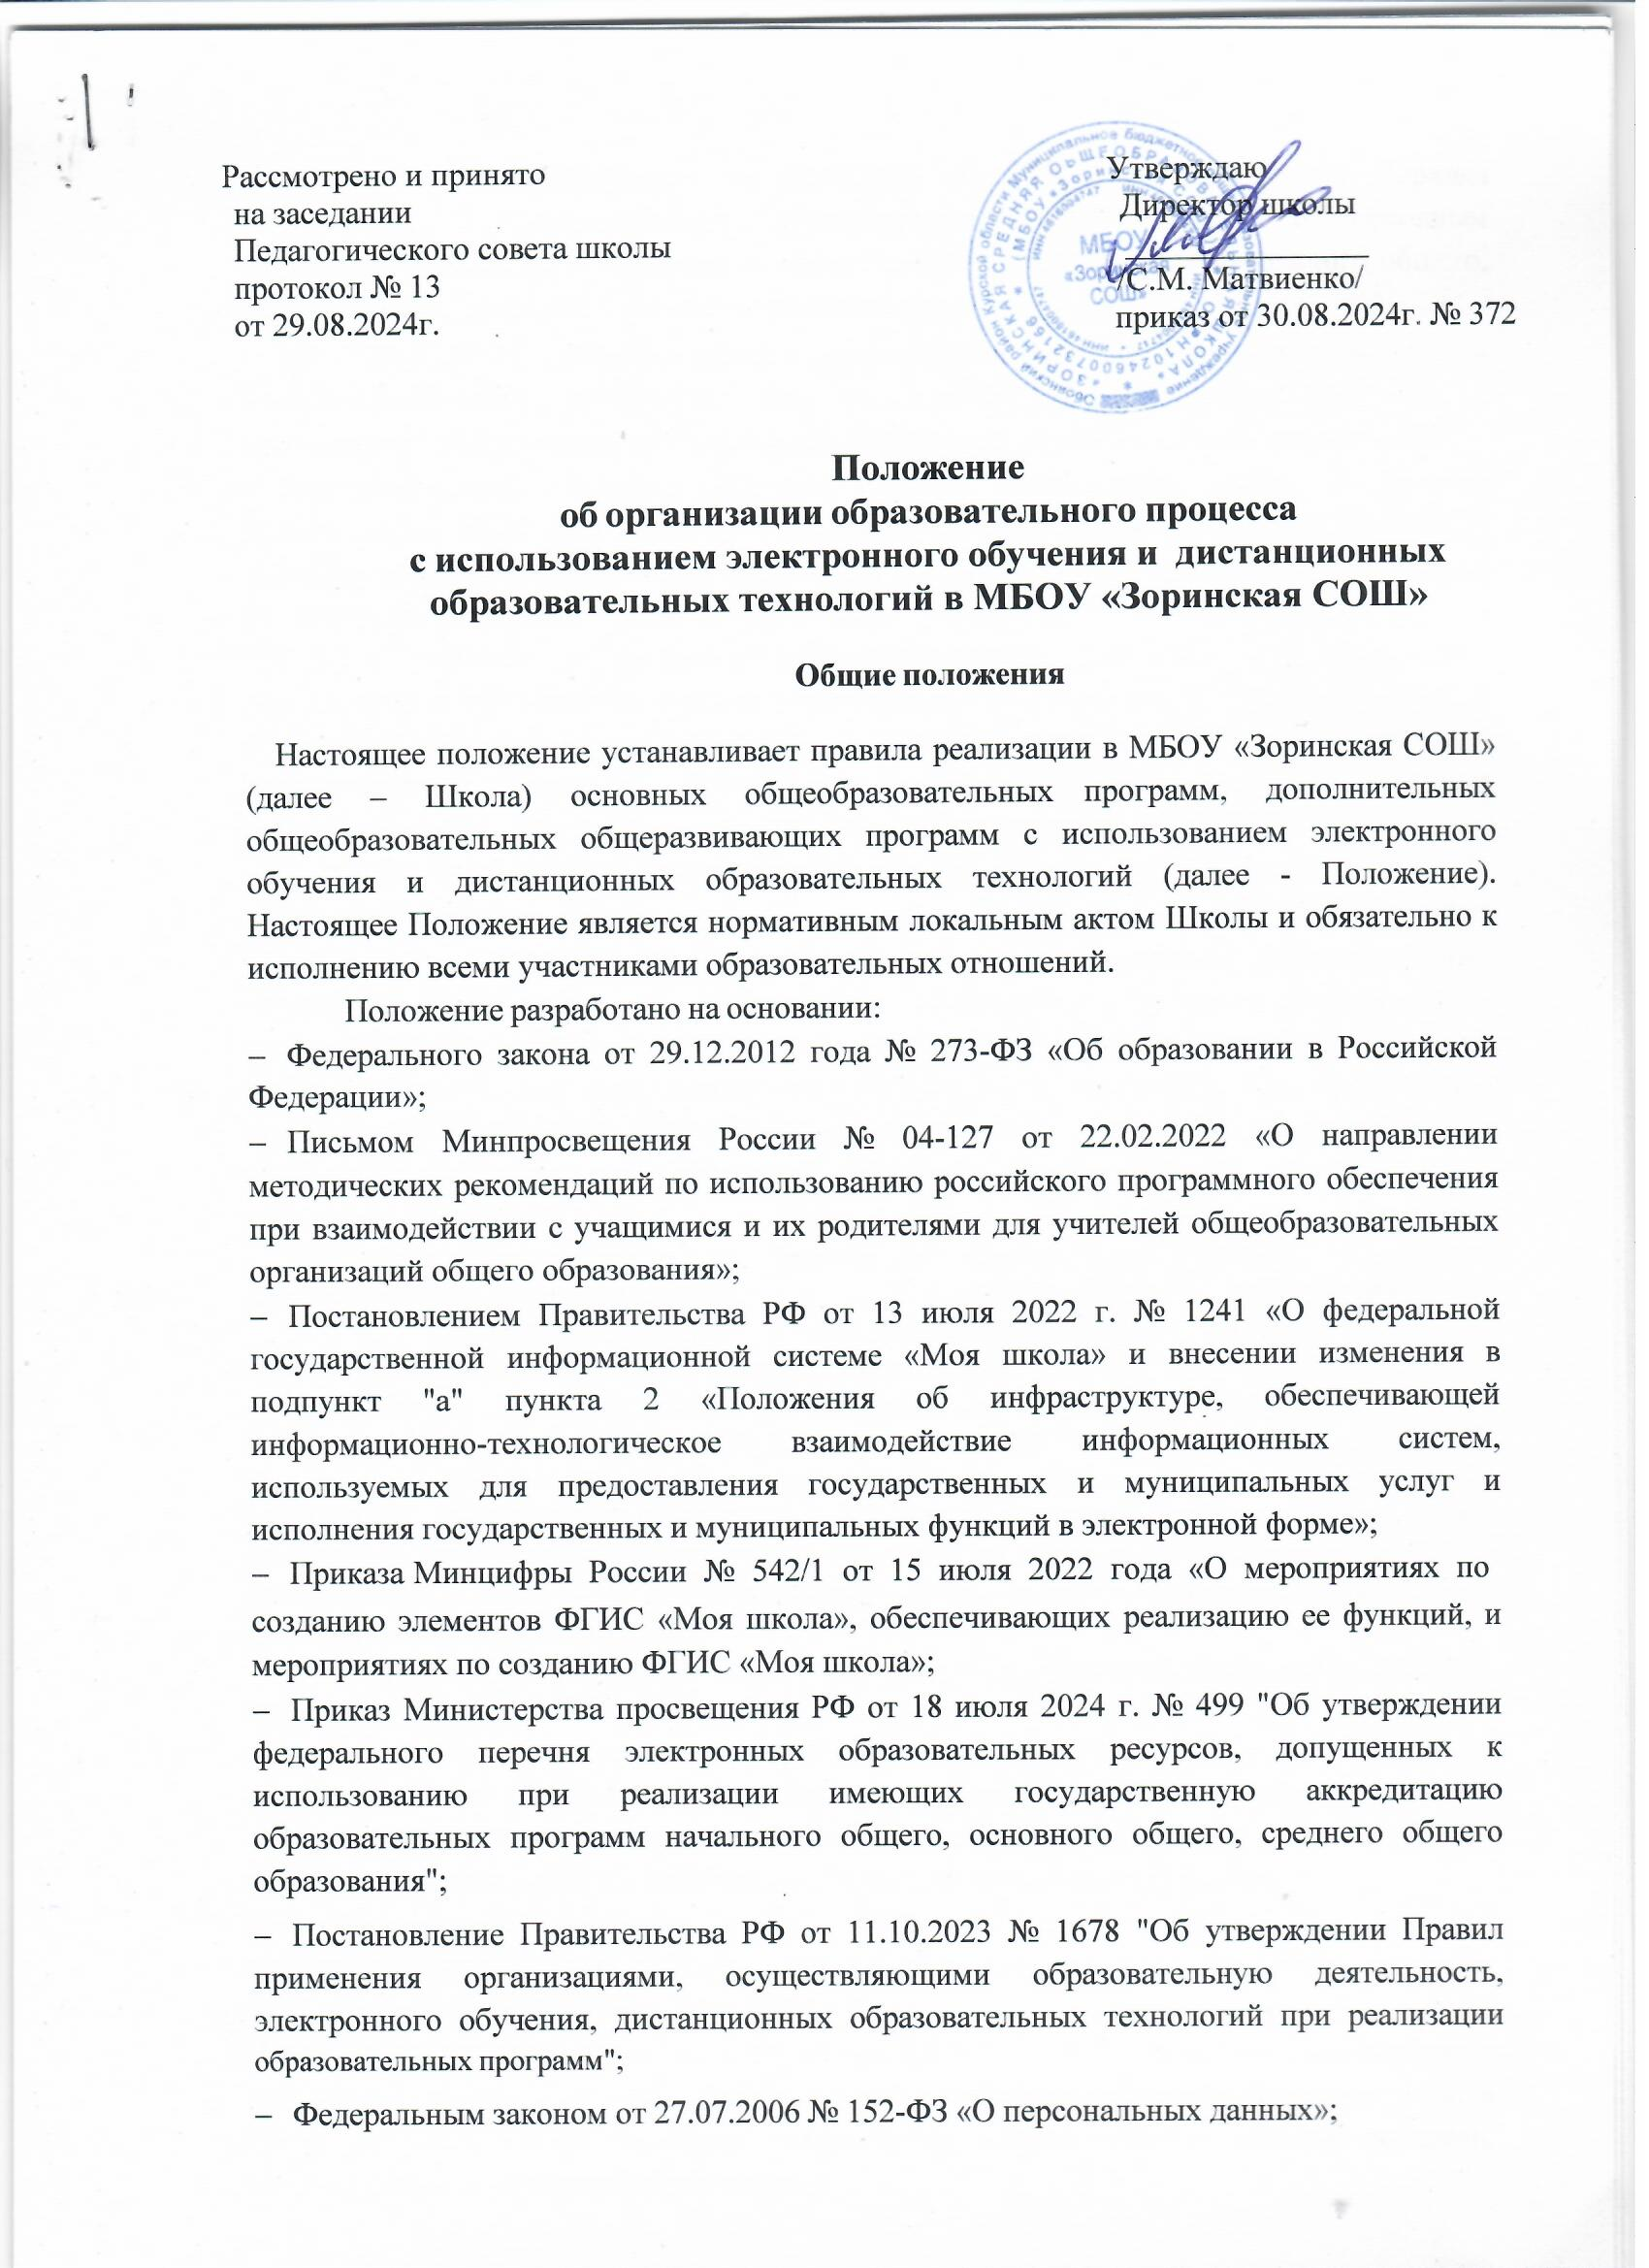 Рассмотрено и принято
на заседании
Педагогического совета школы
протокол № 13
от 29.08.2024г.
Утверждаю
Директор школы
/С.М. Матвиенко/
приказ от 30.08.2024г. № 372
МБОУ
«Зоринская
СОШ»
Положение
об организации образовательного процесса
с использованием электронного обучения и дистанционных
образовательных технологий в МБОУ «Зоринская СОШ»
Общие положения
Настоящее положение устанавливает правила реализации в МБОУ «Зоринская СОШ»
(далее – Школа) основных общеобразовательных программ, дополнительных
общеобразовательных общеразвивающих программ с использованием электронного
обучения и дистанционных образовательных технологий (далее - Положение).
Настоящее Положение является нормативным локальным актом Школы и обязательно к
исполнению всеми участниками образовательных отношений.
Положение разработано на основании:
– Федерального закона от 29.12.2012 года № 273-ФЗ «Об образовании в Российской
Федерации»;
– Письмом Минпросвещения России № 04-127 от 22.02.2022 «О направлении
методических рекомендаций по использованию российского программного обеспечения
при взаимодействии с учащимися и их родителями для учителей общеобразовательных
организаций общего образования»;
– Постановлением Правительства РФ от 13 июля 2022 г. № 1241 «О федеральной
государственной информационной системе «Моя школа» и внесении изменения в
подпункт "а" пункта 2 «Положения об инфраструктуре, обеспечивающей
информационно-технологическое взаимодействие информационных систем,
используемых для предоставления государственных и муниципальных услуг и
исполнения государственных и муниципальных функций в электронной форме»;
– Приказа Минцифры России № 542/1 от 15 июля 2022 года «О мероприятиях по
созданию элементов ФГИС «Моя школа», обеспечивающих реализацию ее функций, и
мероприятиях по созданию ФГИС «Моя школа»;
– Приказ Министерства просвещения РФ от 18 июля 2024 г. № 499 "Об утверждении
федерального перечня электронных образовательных ресурсов, допущенных к
использованию при реализации имеющих государственную аккредитацию
образовательных программ начального общего, основного общего, среднего общего
образования";
– Постановление Правительства РФ от 11.10.2023 № 1678 "Об утверждении Правил
применения организациями, осуществляющими образовательную деятельность,
электронного обучения, дистанционных образовательных технологий при реализации
образовательных программ";
– Федеральным законом от 27.07.2006 № 152-ФЗ «О персональных данных»;